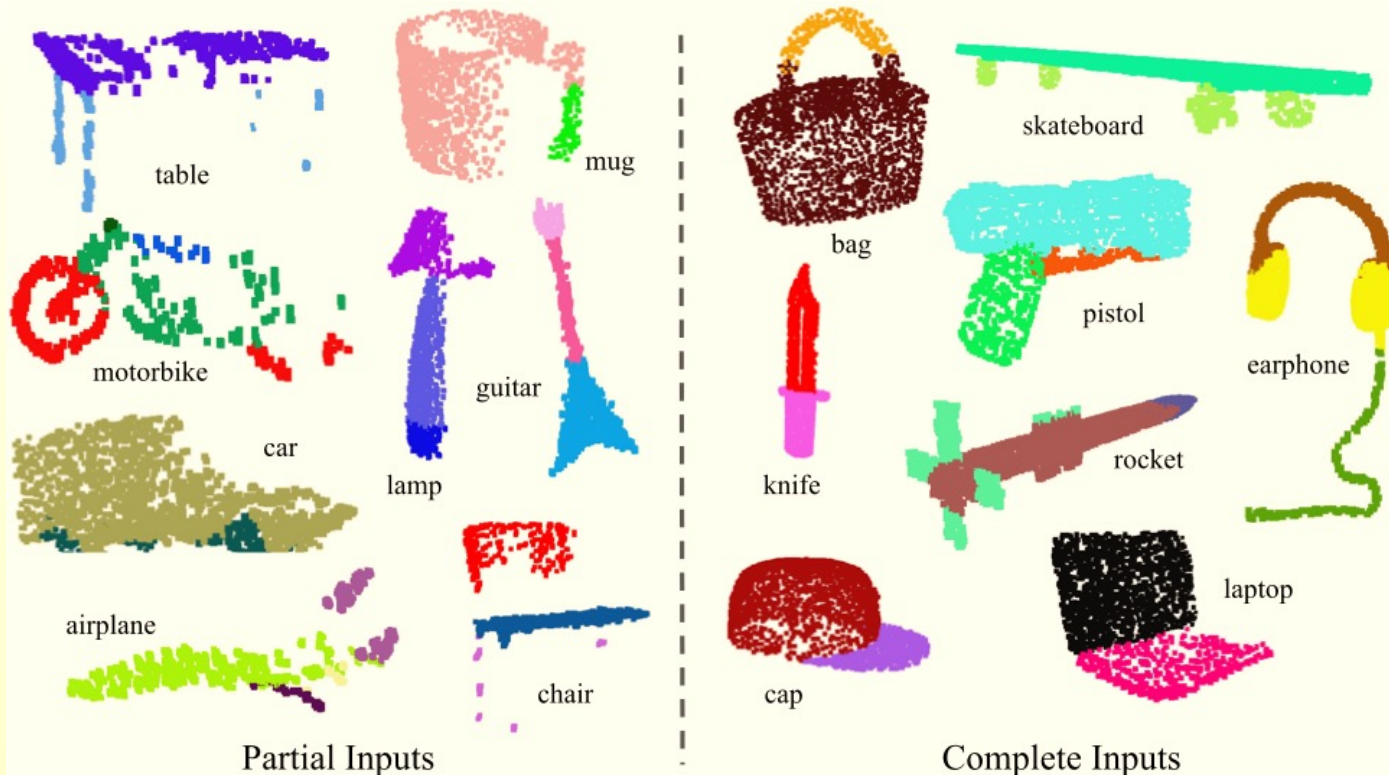 table
mug
motorbike
guitar
car
lamp
airplane
chair
Partial Inputs
skateboard
bag
pistol
earphone
knife
rocket
laptop
cap
Complete Inputs